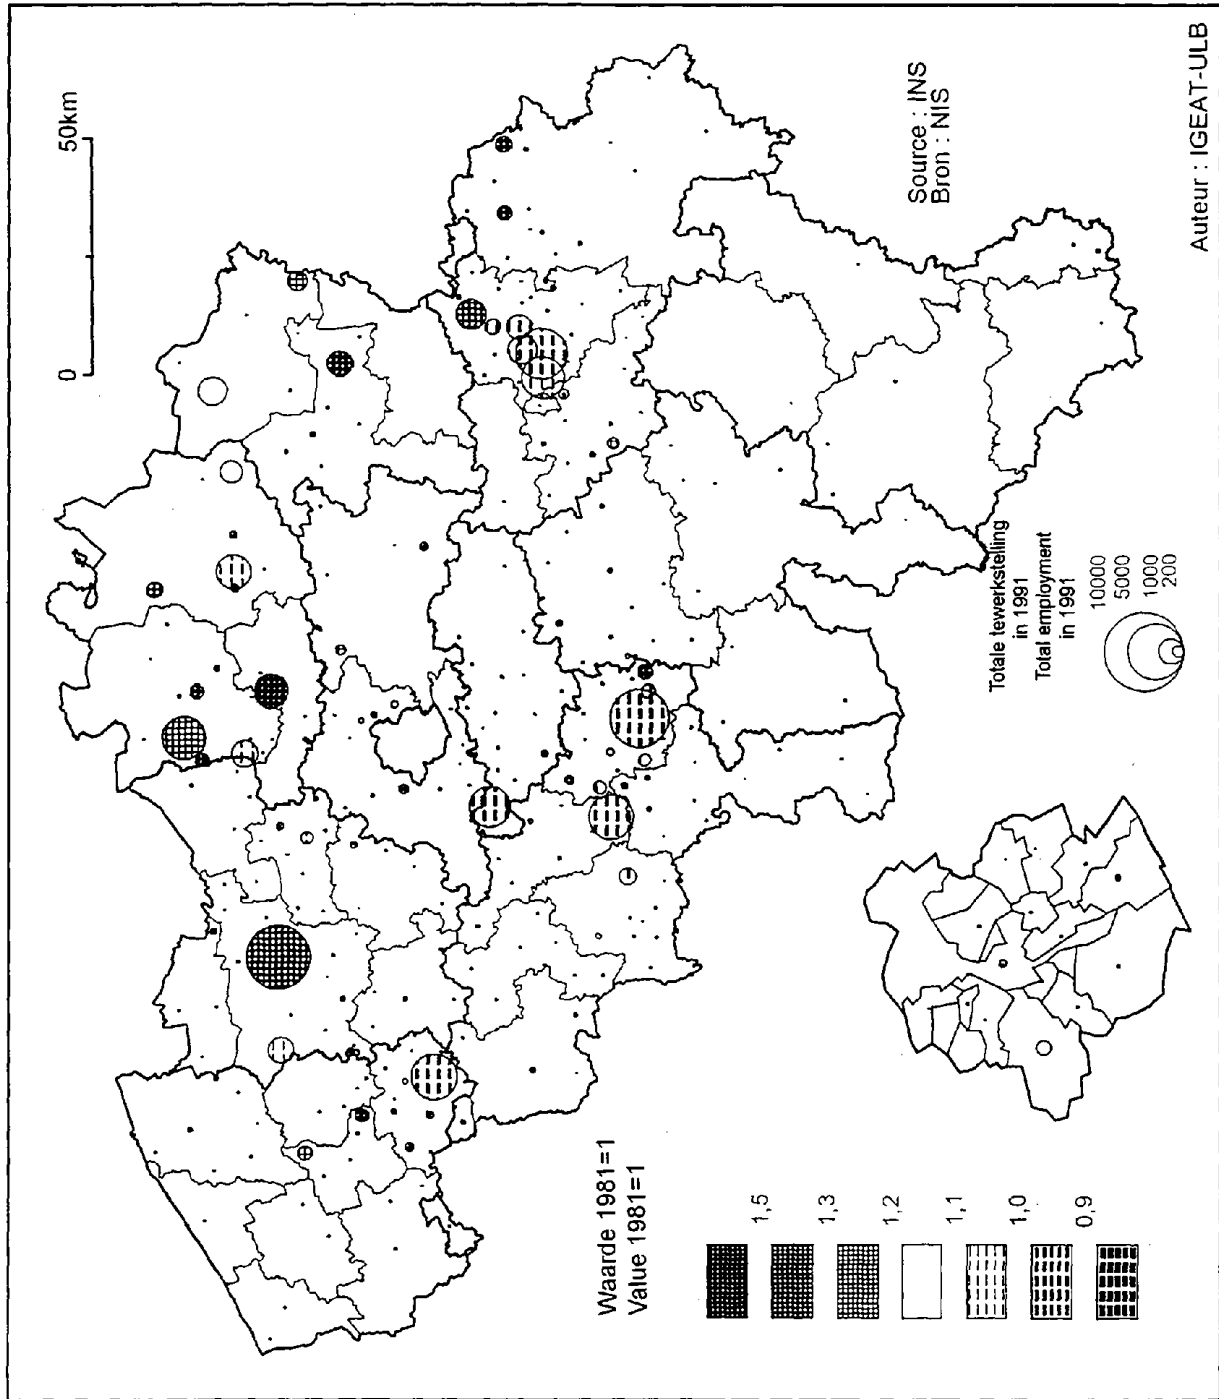 0
50km
Source : INS
Bron : NIS
Auteur : IGEAT-ULB
Totale tewerkstelling
in 1991
Total employment
in 1991
10000
5000
1000
200
Waarde 1981=1
Value 1981=1
1,5
1,3
1,2
1,1
1,0
0,9